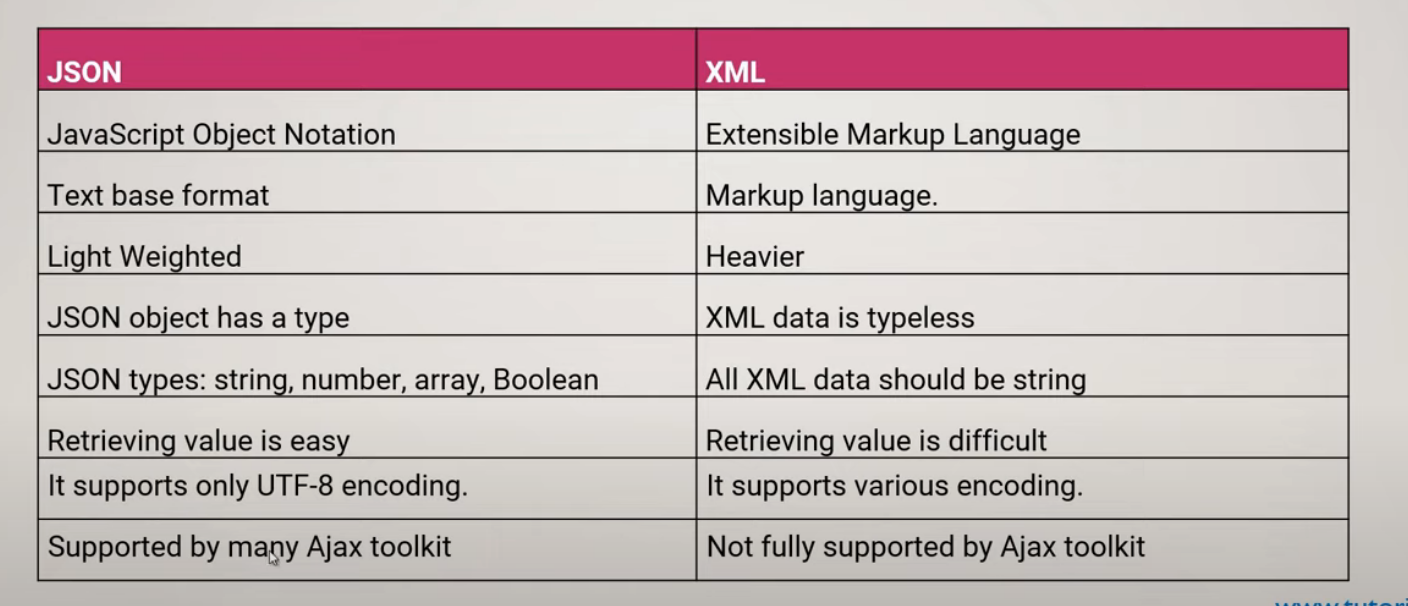 JSON XML
JavaScript Object Notation Extensible Markup Language
Text base format Markup language.
Light Weighted Heavier
JSON object has a type XML data is typeless
JSON types: string, number, array, Boolean All XML data should be string
Retrieving value is easy Retrieving value is difficult
It supports only UTF-8 encoding. It supports various encoding.
Supported by many Ajax toolkit Not fully supported by Ajax toolkit